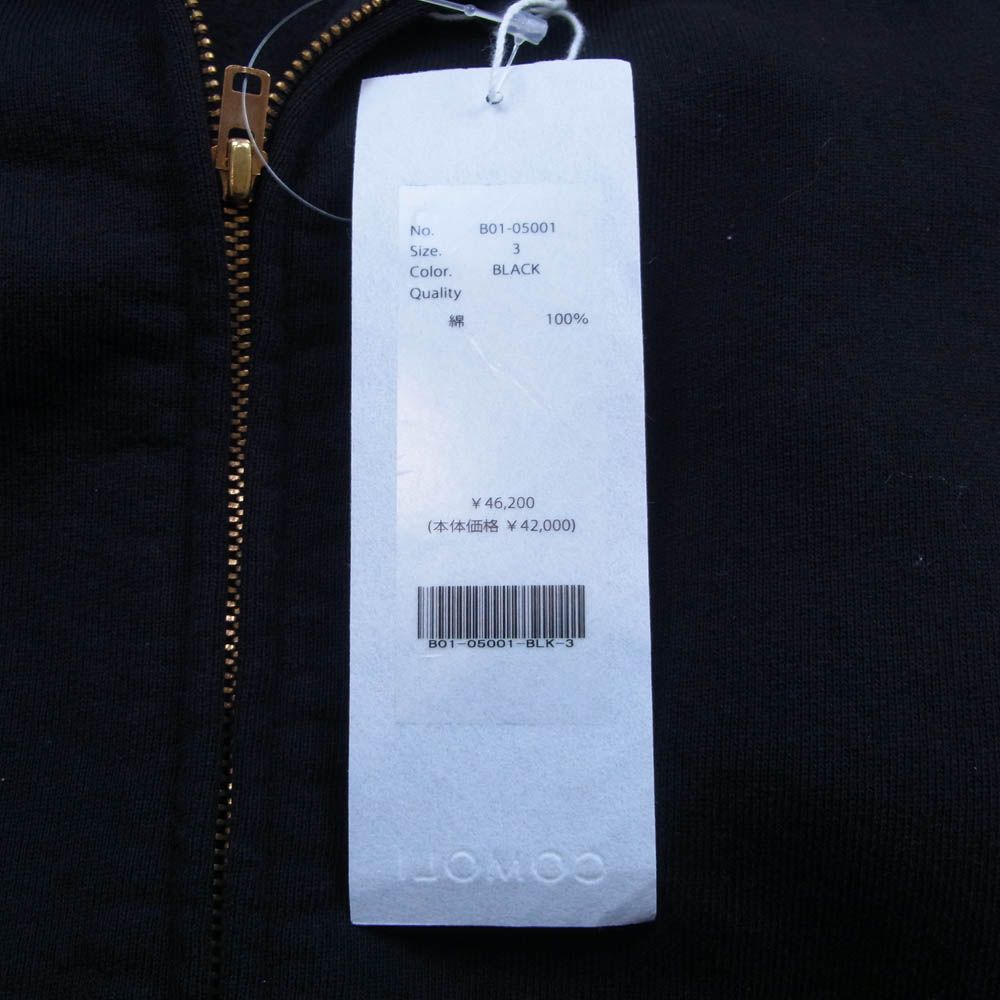 No. B01-05001
Size. 3
Color. BLACK
Quality
綿 100%
￥46,200
(本体価格 ￥42,000)
B01-05001-BLK-3
COMOLI